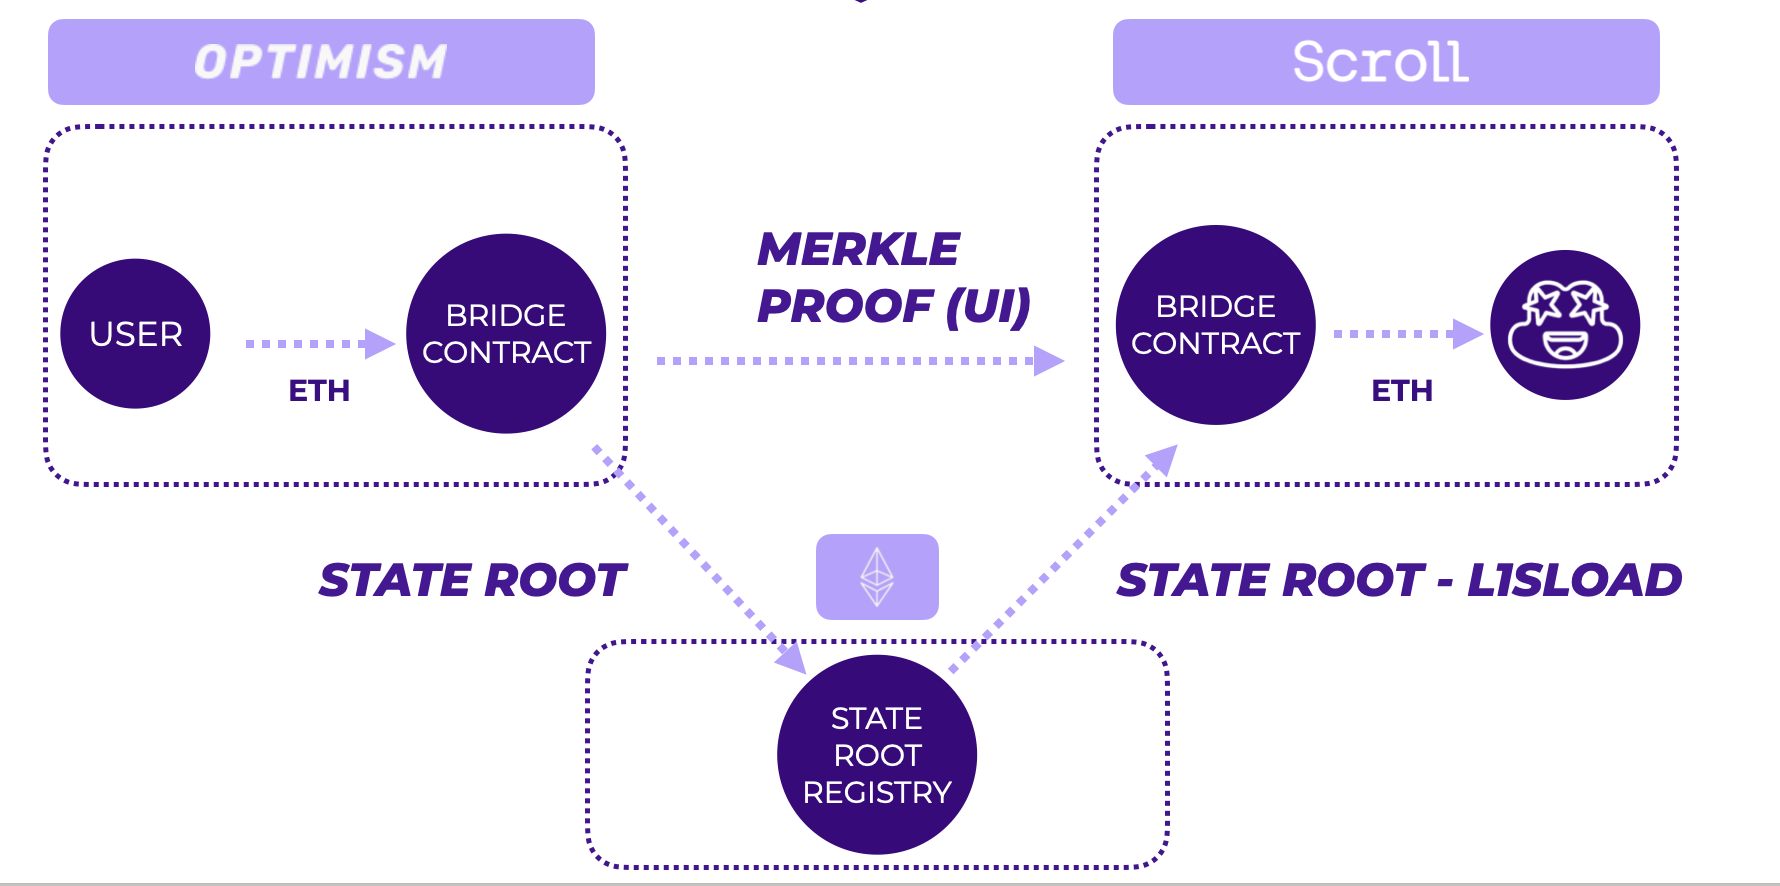 OPTIMISM
Scroll
USER
ETH
BRIDGE
CONTRACT
MERKLE
PROOF (UI)
BRIDGE
CONTRACT
ETH
STATE ROOT
STATE ROOT - L1SLOAD
STATE
ROOT
REGISTRY